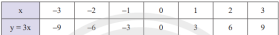 x –3 –2 –1 0 1 2 3
y = 3x –9 –6 –3 0 3 6 9